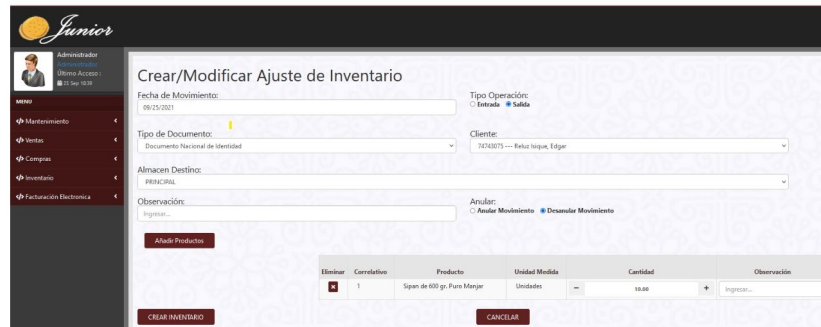 Junior
Administrador
Administrador
Último Acceso :
25 Sep 18:39
MENU
</> Mantenimiento
</> Ventas
</> Compras
</> Inventario
</> Facturación Electronica
Crear/Modificar Ajuste de Inventario
Fecha de Movimiento:
09/25/2021
Tipo Operación:
Entrada Salida
Tipo de Documento:
Documento Nacional de Identidad
Cliente:
74743075 --- Reluz Isique, Edgar
Almacen Destino:
PRINCIPAL
Observación:
Ingresar...
Anular:
Anular Movimiento Desanular Movimiento
Añadir Productos
Eliminar Correlativo Producto Unidad Medida Cantidad Observación
1 Sipan de 600 gr. Puro Manjar Unidades − 10.00 + Ingresar...
CREAR INVENTARIO
CANCELAR